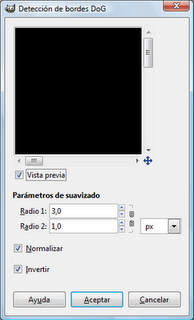 Detección de bordes DoG
Vista previa
Parámetros de suavizado
Radio 1: 3,0
Radio 2: 1,0 px
Normalizar
Invertir
Ayuda Aceptar Cancelar